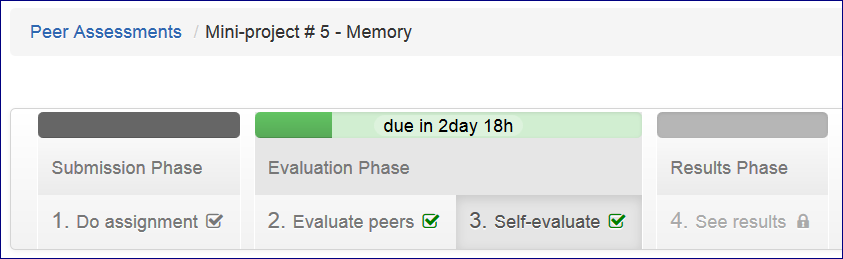 Peer Assessments / Mini-project # 5 - Memory
due in 2day 18h
Submission Phase Evaluation Phase Results Phase
1. Do assignment 2. Evaluate peers 3. Self-evaluate 4. See results